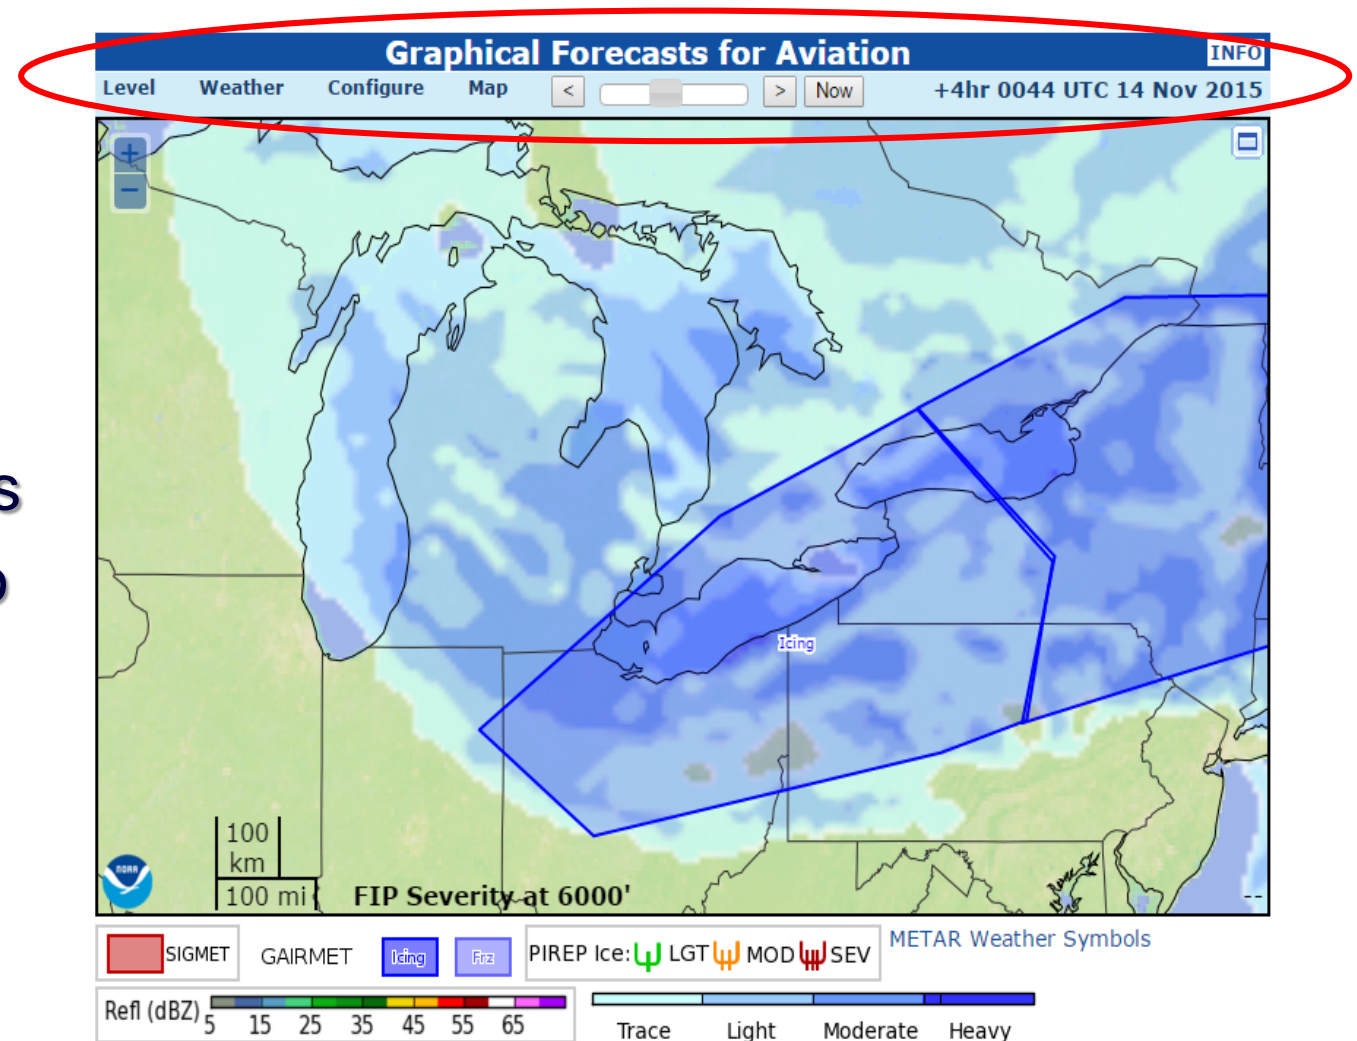 Graphical Forecasts for Aviation INFO
Level Weather Configure Map < > Now +4hr 0044 UTC 14 Nov 2015
+
−
s
Icing
100
km
100 mi
FIP Severity at 6000'
NOAA
--
SIGMET GAIRMET Icing Frz PIREP Ice: LGT MOD SEV METAR Weather Symbols
Refl (dBZ) 5 15 25 35 45 55 65
Trace Light Moderate Heavy